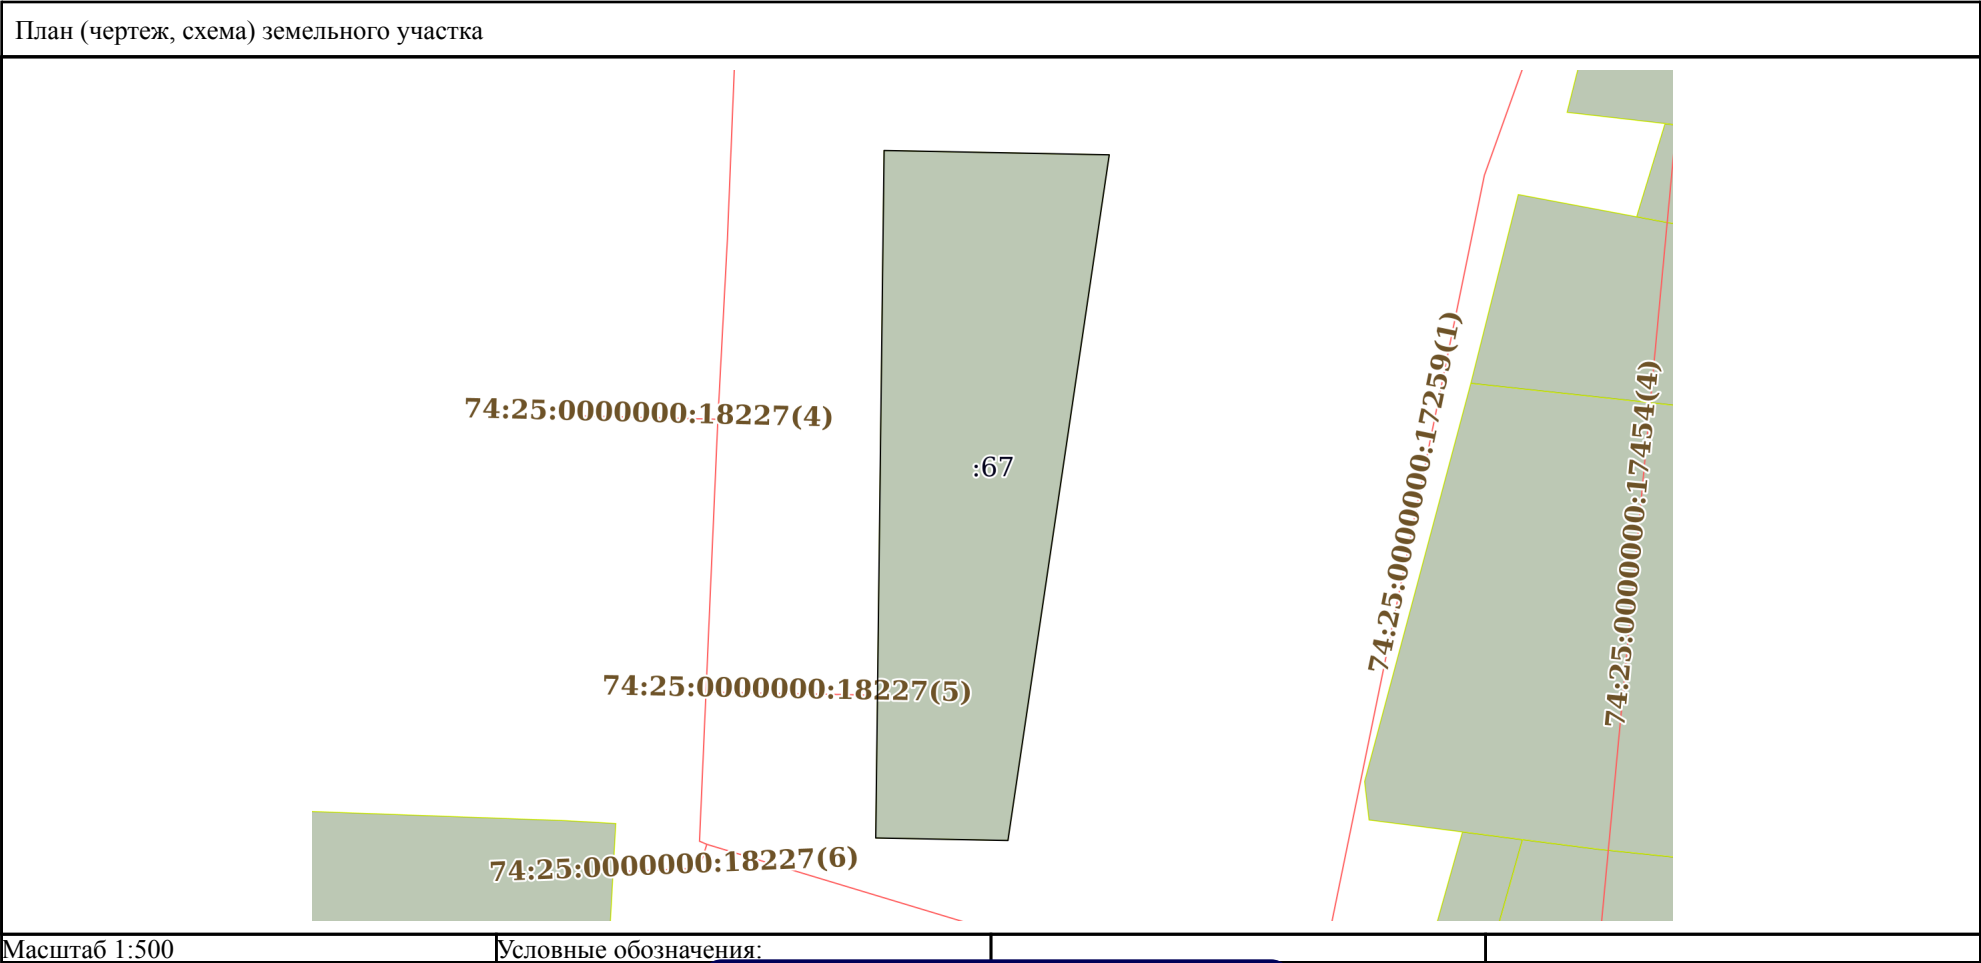 План (чертеж, схема) земельного участка
74:25:0000000:18227(4)
:67
74:25:0000000:17259(1)
74:25:0000000:17454(4)
74:25:0000000:18227(5)
74:25:0000000:18227(6)
Масштаб 1:500
Условные обозначения: